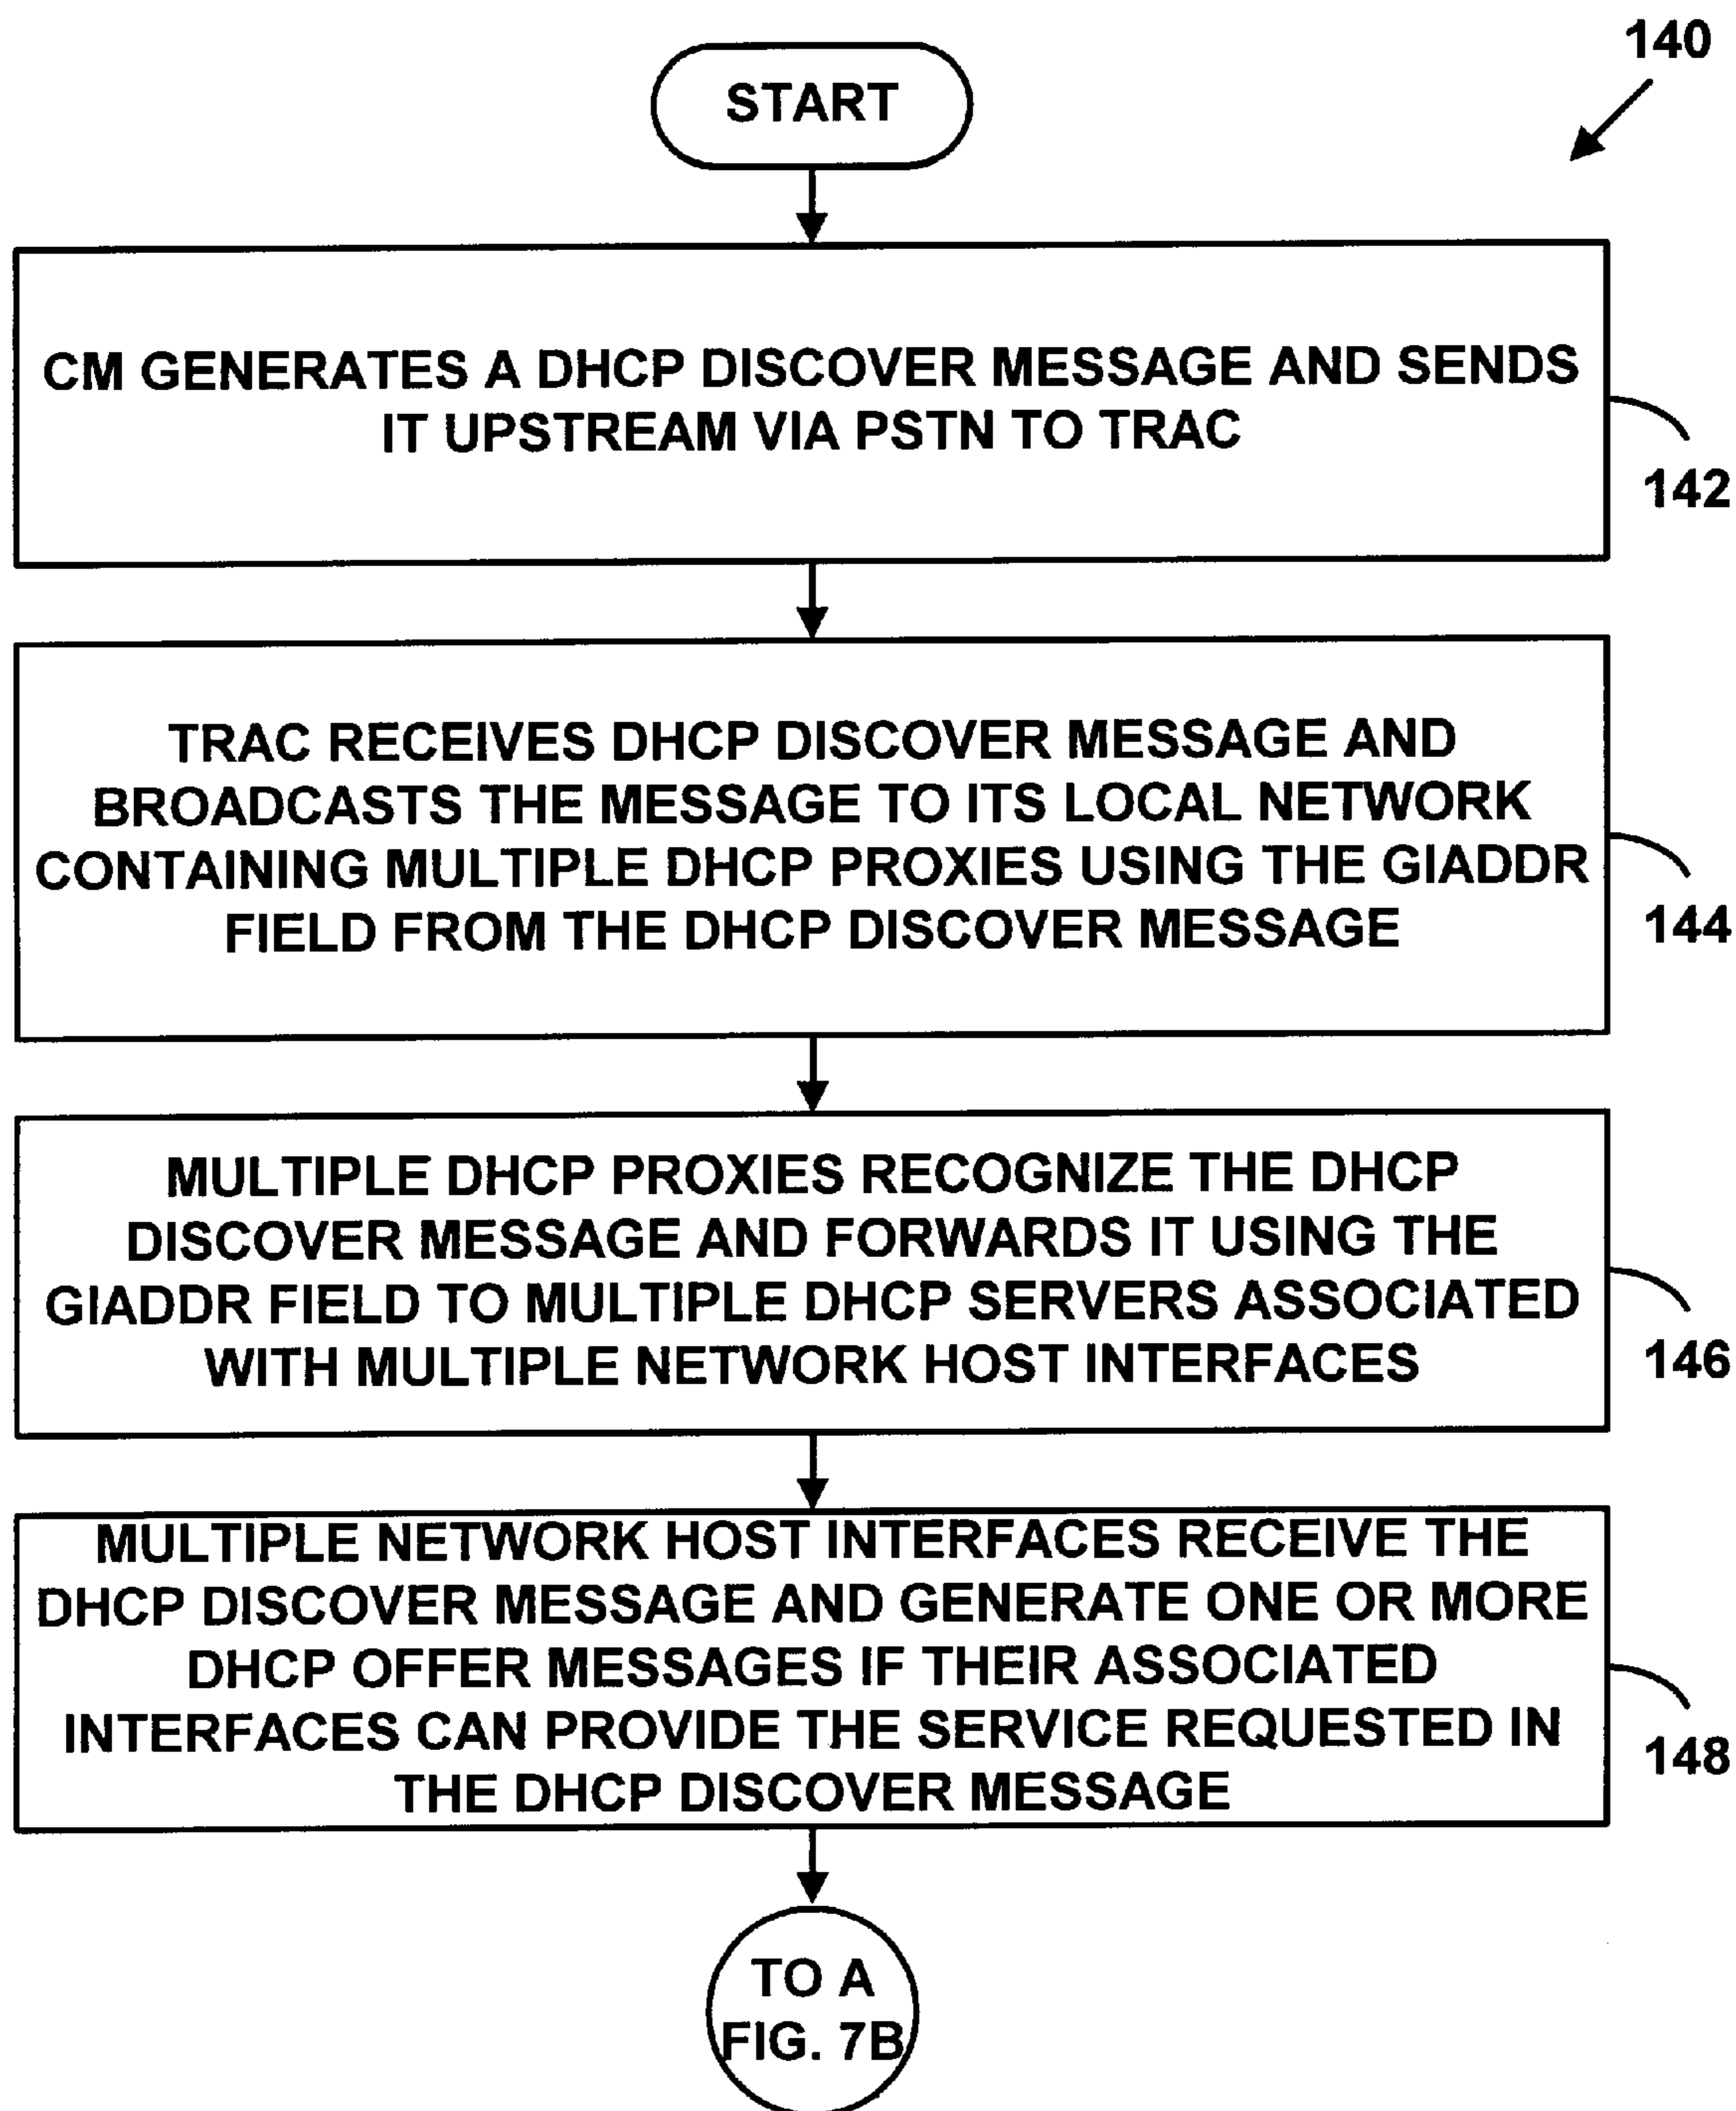 140
START
CM GENERATES A DHCP DISCOVER MESSAGE AND SENDS
IT UPSTREAM VIA PSTN TO TRAC
142
TRAC RECEIVES DHCP DISCOVER MESSAGE AND
BROADCASTS THE MESSAGE TO ITS LOCAL NETWORK
CONTAINING MULTIPLE DHCP PROXIES USING THE GIADDR
FIELD FROM THE DHCP DISCOVER MESSAGE
144
MULTIPLE DHCP PROXIES RECOGNIZE THE DHCP
DISCOVER MESSAGE AND FORWARDS IT USING THE
GIADDR FIELD TO MULTIPLE DHCP SERVERS ASSOCIATED
WITH MULTIPLE NETWORK HOST INTERFACES
146
MULTIPLE NETWORK HOST INTERFACES RECEIVE THE
DHCP DISCOVER MESSAGE AND GENERATE ONE OR MORE
DHCP OFFER MESSAGES IF THEIR ASSOCIATED
INTERFACES CAN PROVIDE THE SERVICE REQUESTED IN
THE DHCP DISCOVER MESSAGE
148
TO A
FIG. 7B